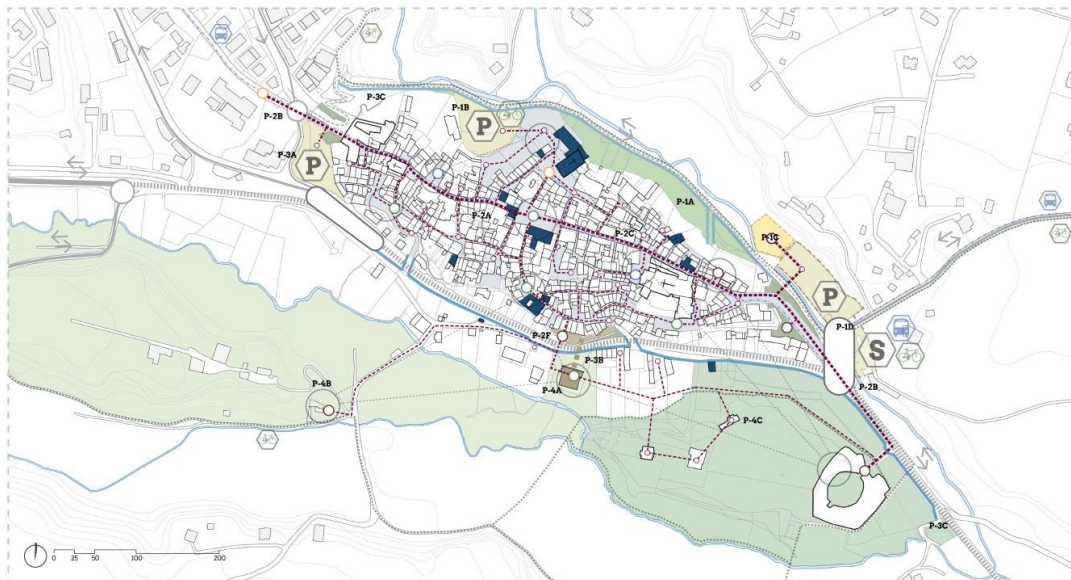 P-3C
P-1B
P
P-2B
P-3A
P
P-1A
P-2A
P-2C
P-1C
P
P-1D
S
P-2F
P-3B
P-4B
P-4A
P-2B
P-4C
P-3C
0 25 50 100 200